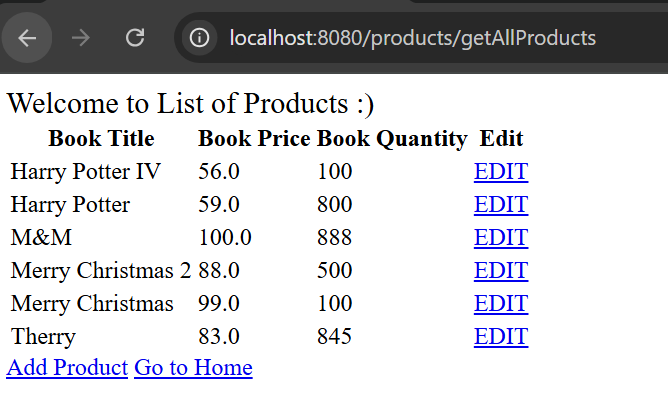 localhost:8080/products/getAllProducts
Welcome to List of Products :)
Book Title Book Price Book Quantity Edit
Harry Potter IV 56.0 100 EDIT
Harry Potter 59.0 800 EDIT
M&M 100.0 888 EDIT
Merry Christmas 2 88.0 500 EDIT
Merry Christmas 99.0 100 EDIT
Therry 83.0 845 EDIT
Add Product Go to Home